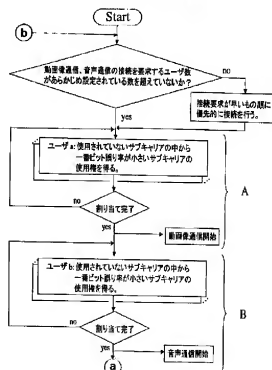 Start
b
動画像通信、音声通信の接続を要求するユーザ数
があらかじめ設定されている数を超えていないか?
no
接続要求が早いもの順に
優先的に接続を行う。
yes
ユーザa: 使用されていないサブキャリアの中から
一番ビット誤り率が小さいサブキャリアの
使用権を得る。
A
no
割り当て完了
yes
動画像通信開始
ユーザb: 使用されていないサブキャリアの中から
一番ビット誤り率が小さいサブキャリアの
使用権を得る。
B
no
割り当て完了
yes
音声通信開始
a